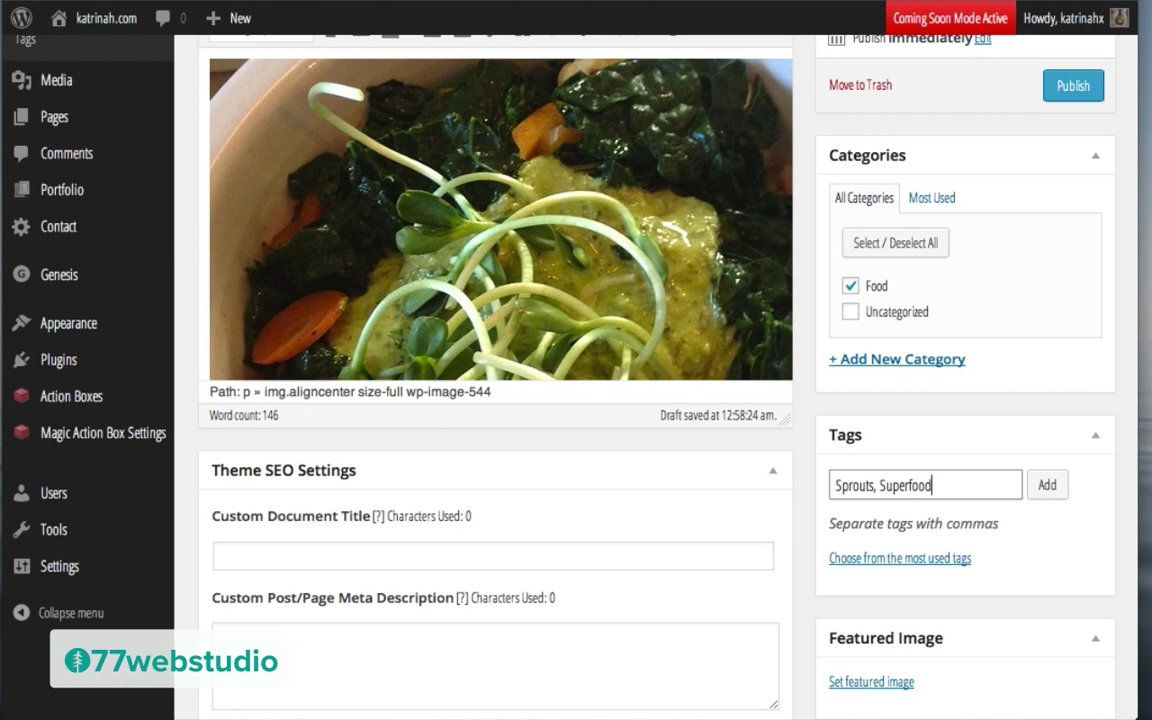 katrinah.com
0
New
Coming Soon Mode Active
Howdy, katrinahx
Tags
Media
Pages
Comments
Portfolio
Contact
Genesis
Appearance
Plugins
Action Boxes
Magic Action Box Settings
Users
Tools
Settings
Collapse menu
77webstudio
Path: p » img.aligncenter size-full wp-image-544
Word count: 146
Draft saved at 12:58:24 am.
Theme SEO Settings
Custom Document Title [?] Characters Used: 0
Custom Post/Page Meta Description [?] Characters Used: 0
Publish immediately Edit
Move to Trash
Publish
Categories
All Categories
Most Used
Select / Deselect All
Food
Uncategorized
+ Add New Category
Tags
Sprouts, Superfood
Add
Separate tags with commas
Choose from the most used tags
Featured Image
Set featured image